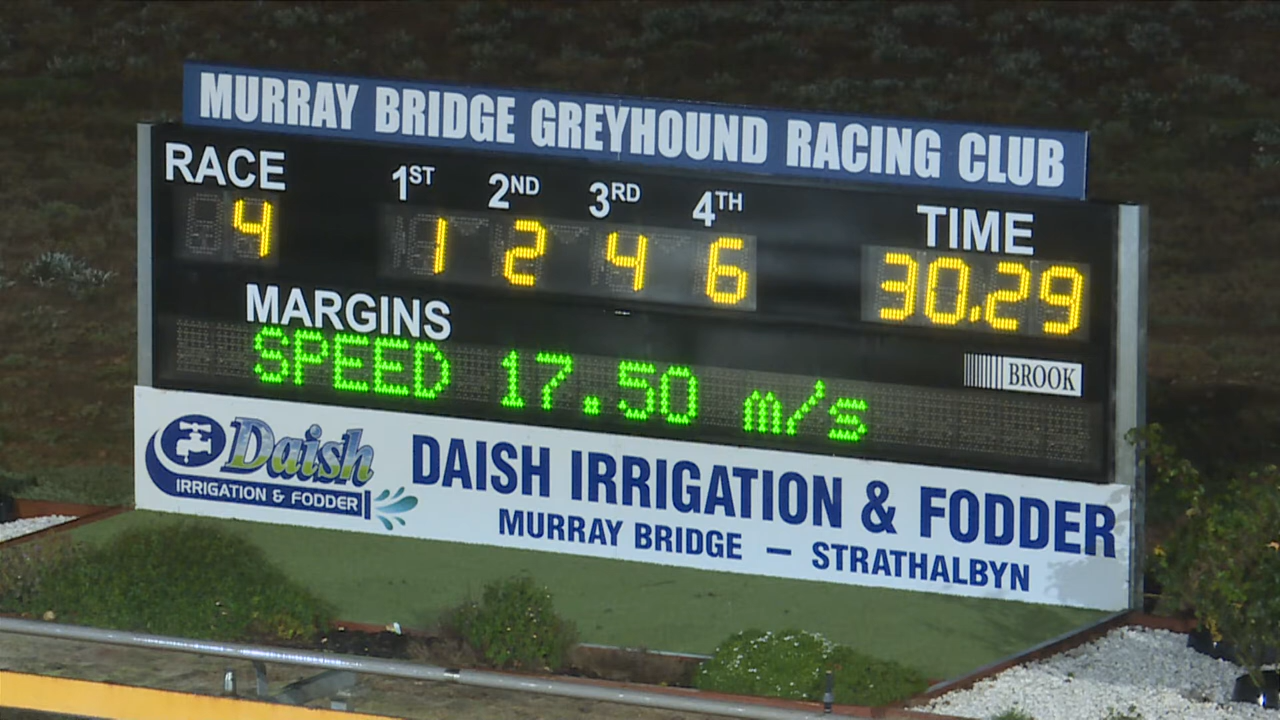 MURRAY BRIDGE GREYHOUND RACING CLUB
RACE 1ST 2ND 3RD 4TH TIME
4 1 2 4 6 30.29
MARGINS
SPEED 17.50 m/s
BROOK
Daish
IRRIGATION & FODDER
DAISH IRRIGATION & FODDER
MURRAY BRIDGE – STRATHALBYN